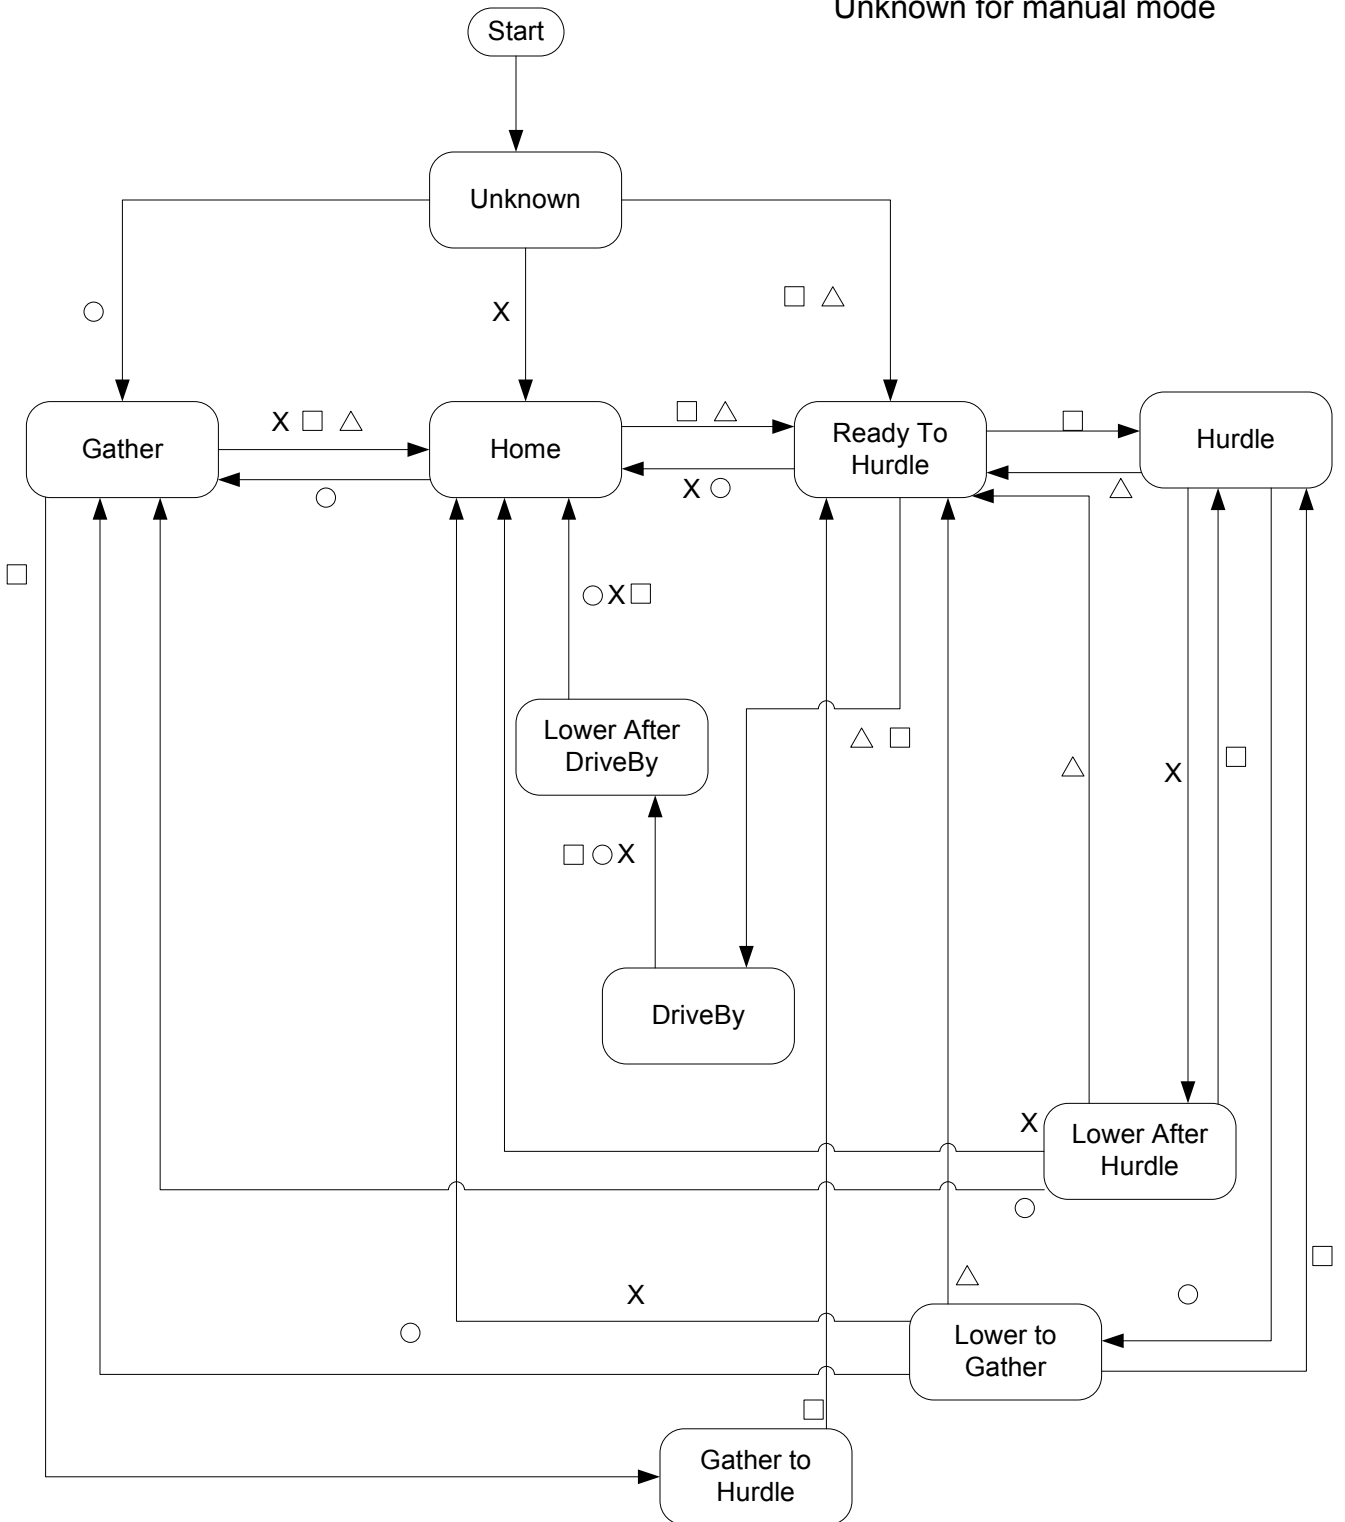 Unknown for manual mode
Start
Unknown
X
X
Gather
Home
Ready To
Hurdle
Hurdle
X
X
Lower After
DriveBy
X
X
DriveBy
X
Lower After
Hurdle
X
Lower to
Gather
Gather to
Hurdle